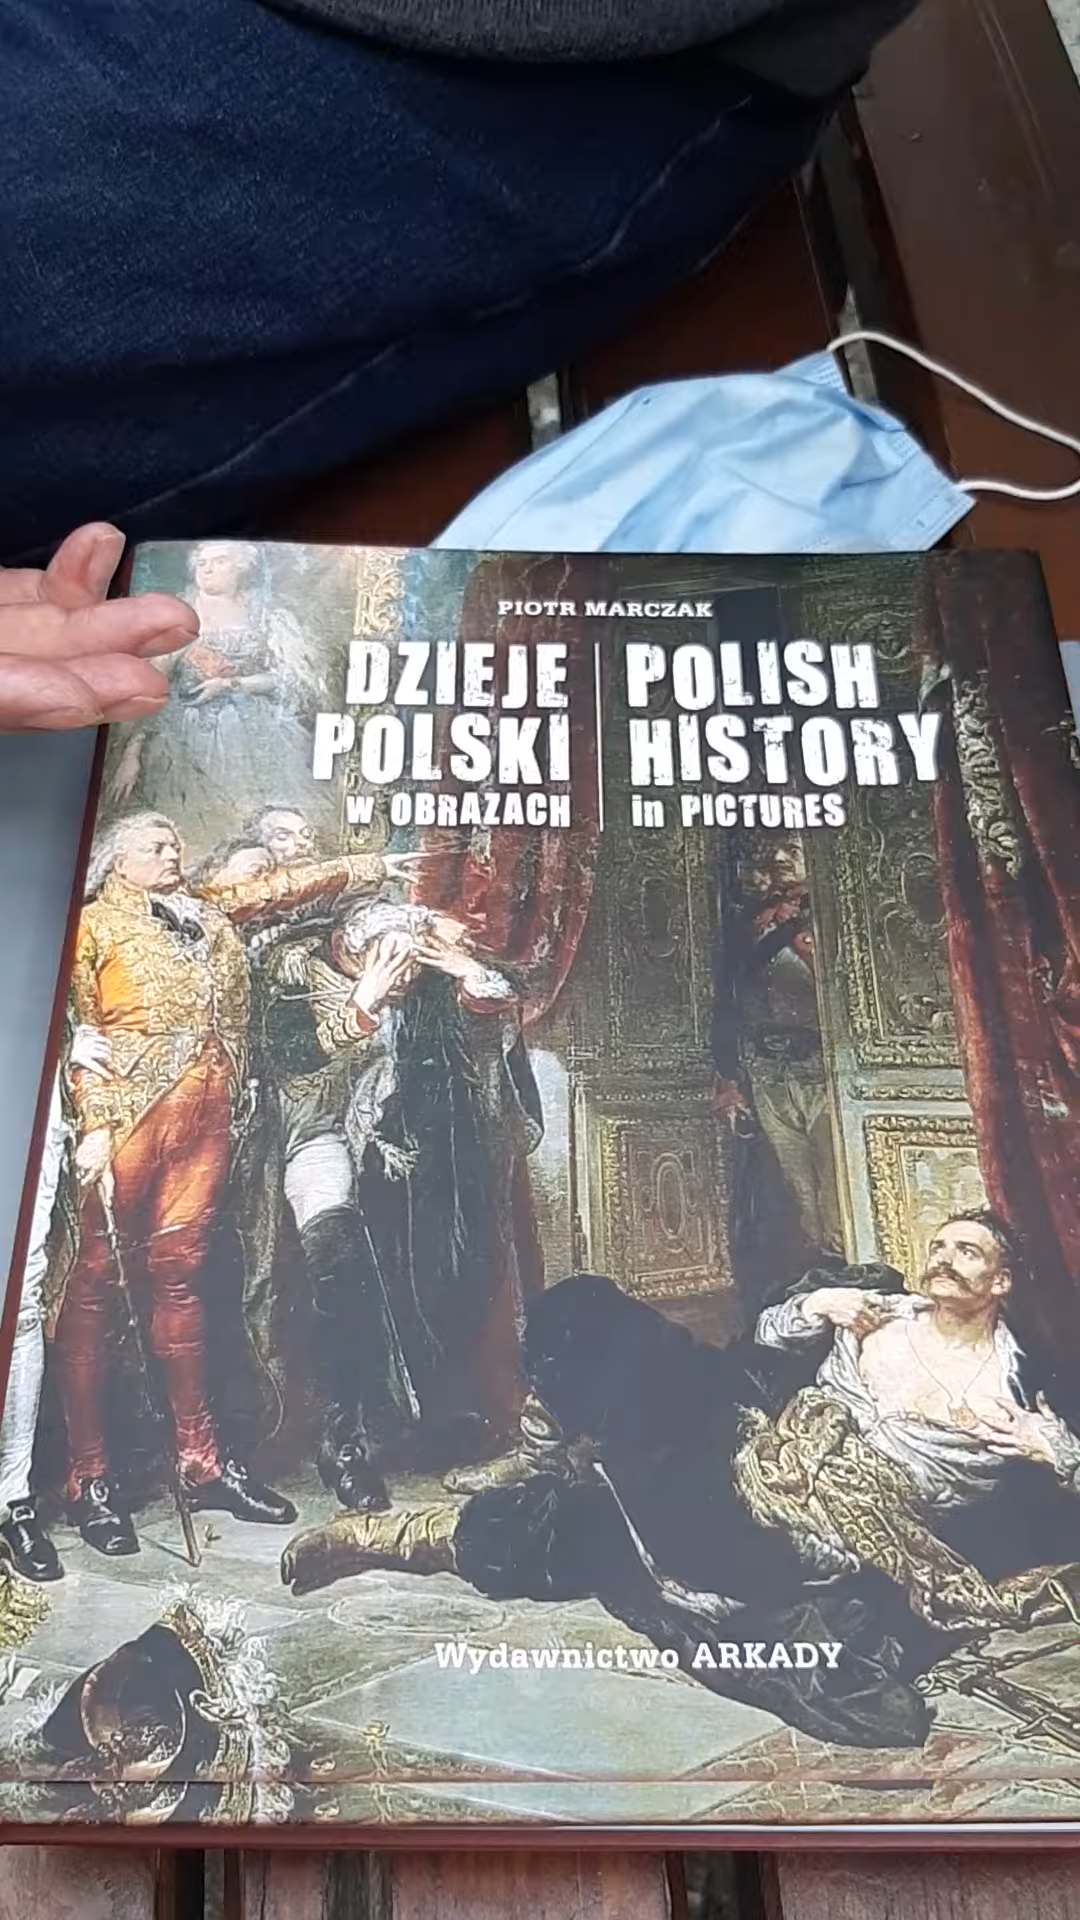 PIOTR MARCZAK
DZIEJE
POLSKI
w OBRAZACH
POLISH
HISTORY
in PICTURES
Wydawnictwo ARKADY